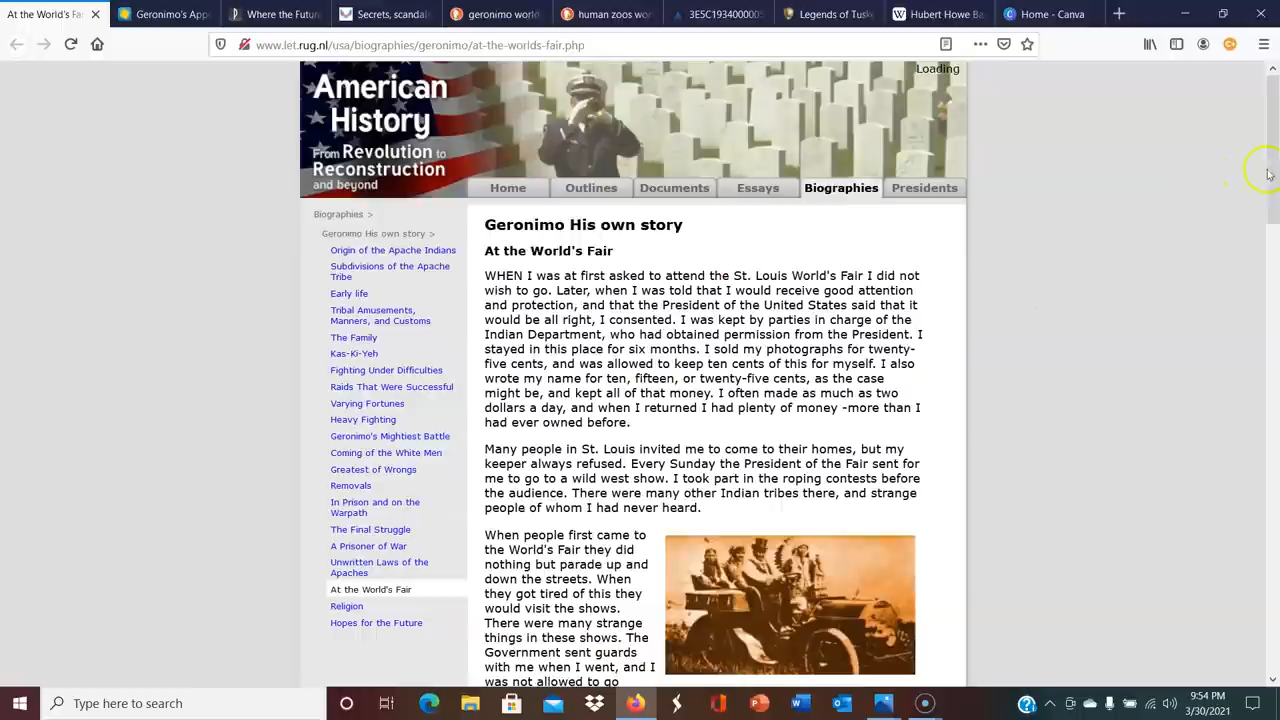 At the World's Fa
Geronimo's Appe
Where the Future
Secrets, scandals
geronimo world'
human zoos wor
3E5C1934000005
Biographies Tusk
Hubert Howe Ba
Home - Canva
www.let.rug.nl/usa/biographies/geronimo/at-the-worlds-fair.php
Loading
American
History
From Revolution to
Reconstruction
and beyond
Home
Outlines
Documents
Essays
Biographies
Presidents
Biographies >
Geronimo His own story >
Origin of the Apache Indians
Subdivisions of the Apache
Tribe
Early life
Tribal Amusements,
Manners, and Customs
The Family
Kas-Ki-Yeh
Fighting Under Difficulties
Raids That Were Successful
Varying Fortunes
Heavy Fighting
Geronimo's Mightiest Battle
Coming of the White Men
Greatest of Wrongs
Removals
In Prison and on the
Warpath
The Final Struggle
A Prisoner of War
Unwritten Laws of the
Apaches
At the World's Fair
Religion
Hopes for the Future
Geronimo His own story
At the World's Fair
WHEN I was at first asked to attend the St. Louis World's Fair I did not
wish to go. Later, when I was told that I would receive good attention
and protection, and that the President of the United States said that it
would be all right, I consented. I was kept by parties in charge of the
Indian Department, who had obtained permission from the President. I
stayed in this place for six months. I sold my photographs for twenty-
five cents, and was allowed to keep ten cents of this for myself. I also
wrote my name for ten, fifteen, or twenty-five cents, as the case
might be, and kept all of that money. I often made as much as two
dollars a day, and when I returned I had plenty of money -more than I
had ever owned before.
Many people in St. Louis invited me to come to their homes, but my
keeper always refused. Every Sunday the President of the Fair sent for
me to go to a wild west show. I took part in the roping contests before
the audience. There were many other Indian tribes there, and strange
people of whom I had never heard.
When people first came to
the World's Fair they did
nothing but parade up and
down the streets. When
they got tired of this they
would visit the shows.
There were many strange
things in these shows. The
Government sent guards
with me when I went, and I
was not allowed to go
Type here to search
9:54 PM
3/30/2021